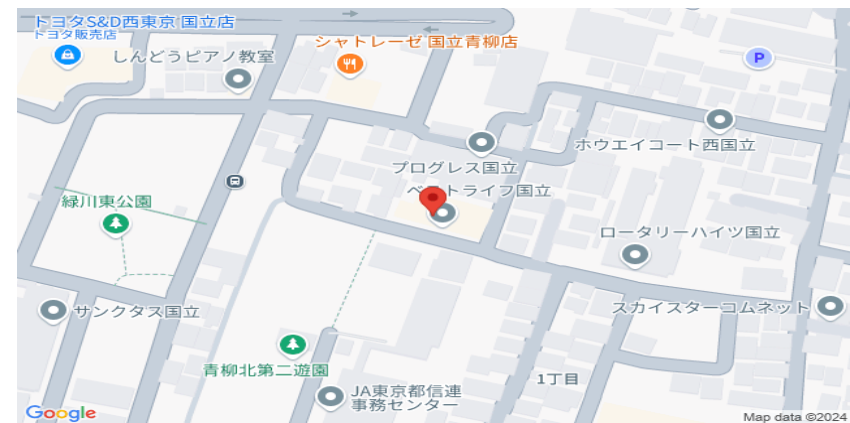 トヨタS&D西東京 国立店
トヨタ販売店
シャトレーゼ 国立青柳店
しんどうピアノ教室
P
ホウエイコート西国立
プログレス国立
ベストライフ国立
緑川東公園
ロータリーハイツ国立
サンクタス国立
スカイスターコムネット
青柳北第二遊園
JA東京都信連
事務センター
1丁目
Google
Map data ©2024